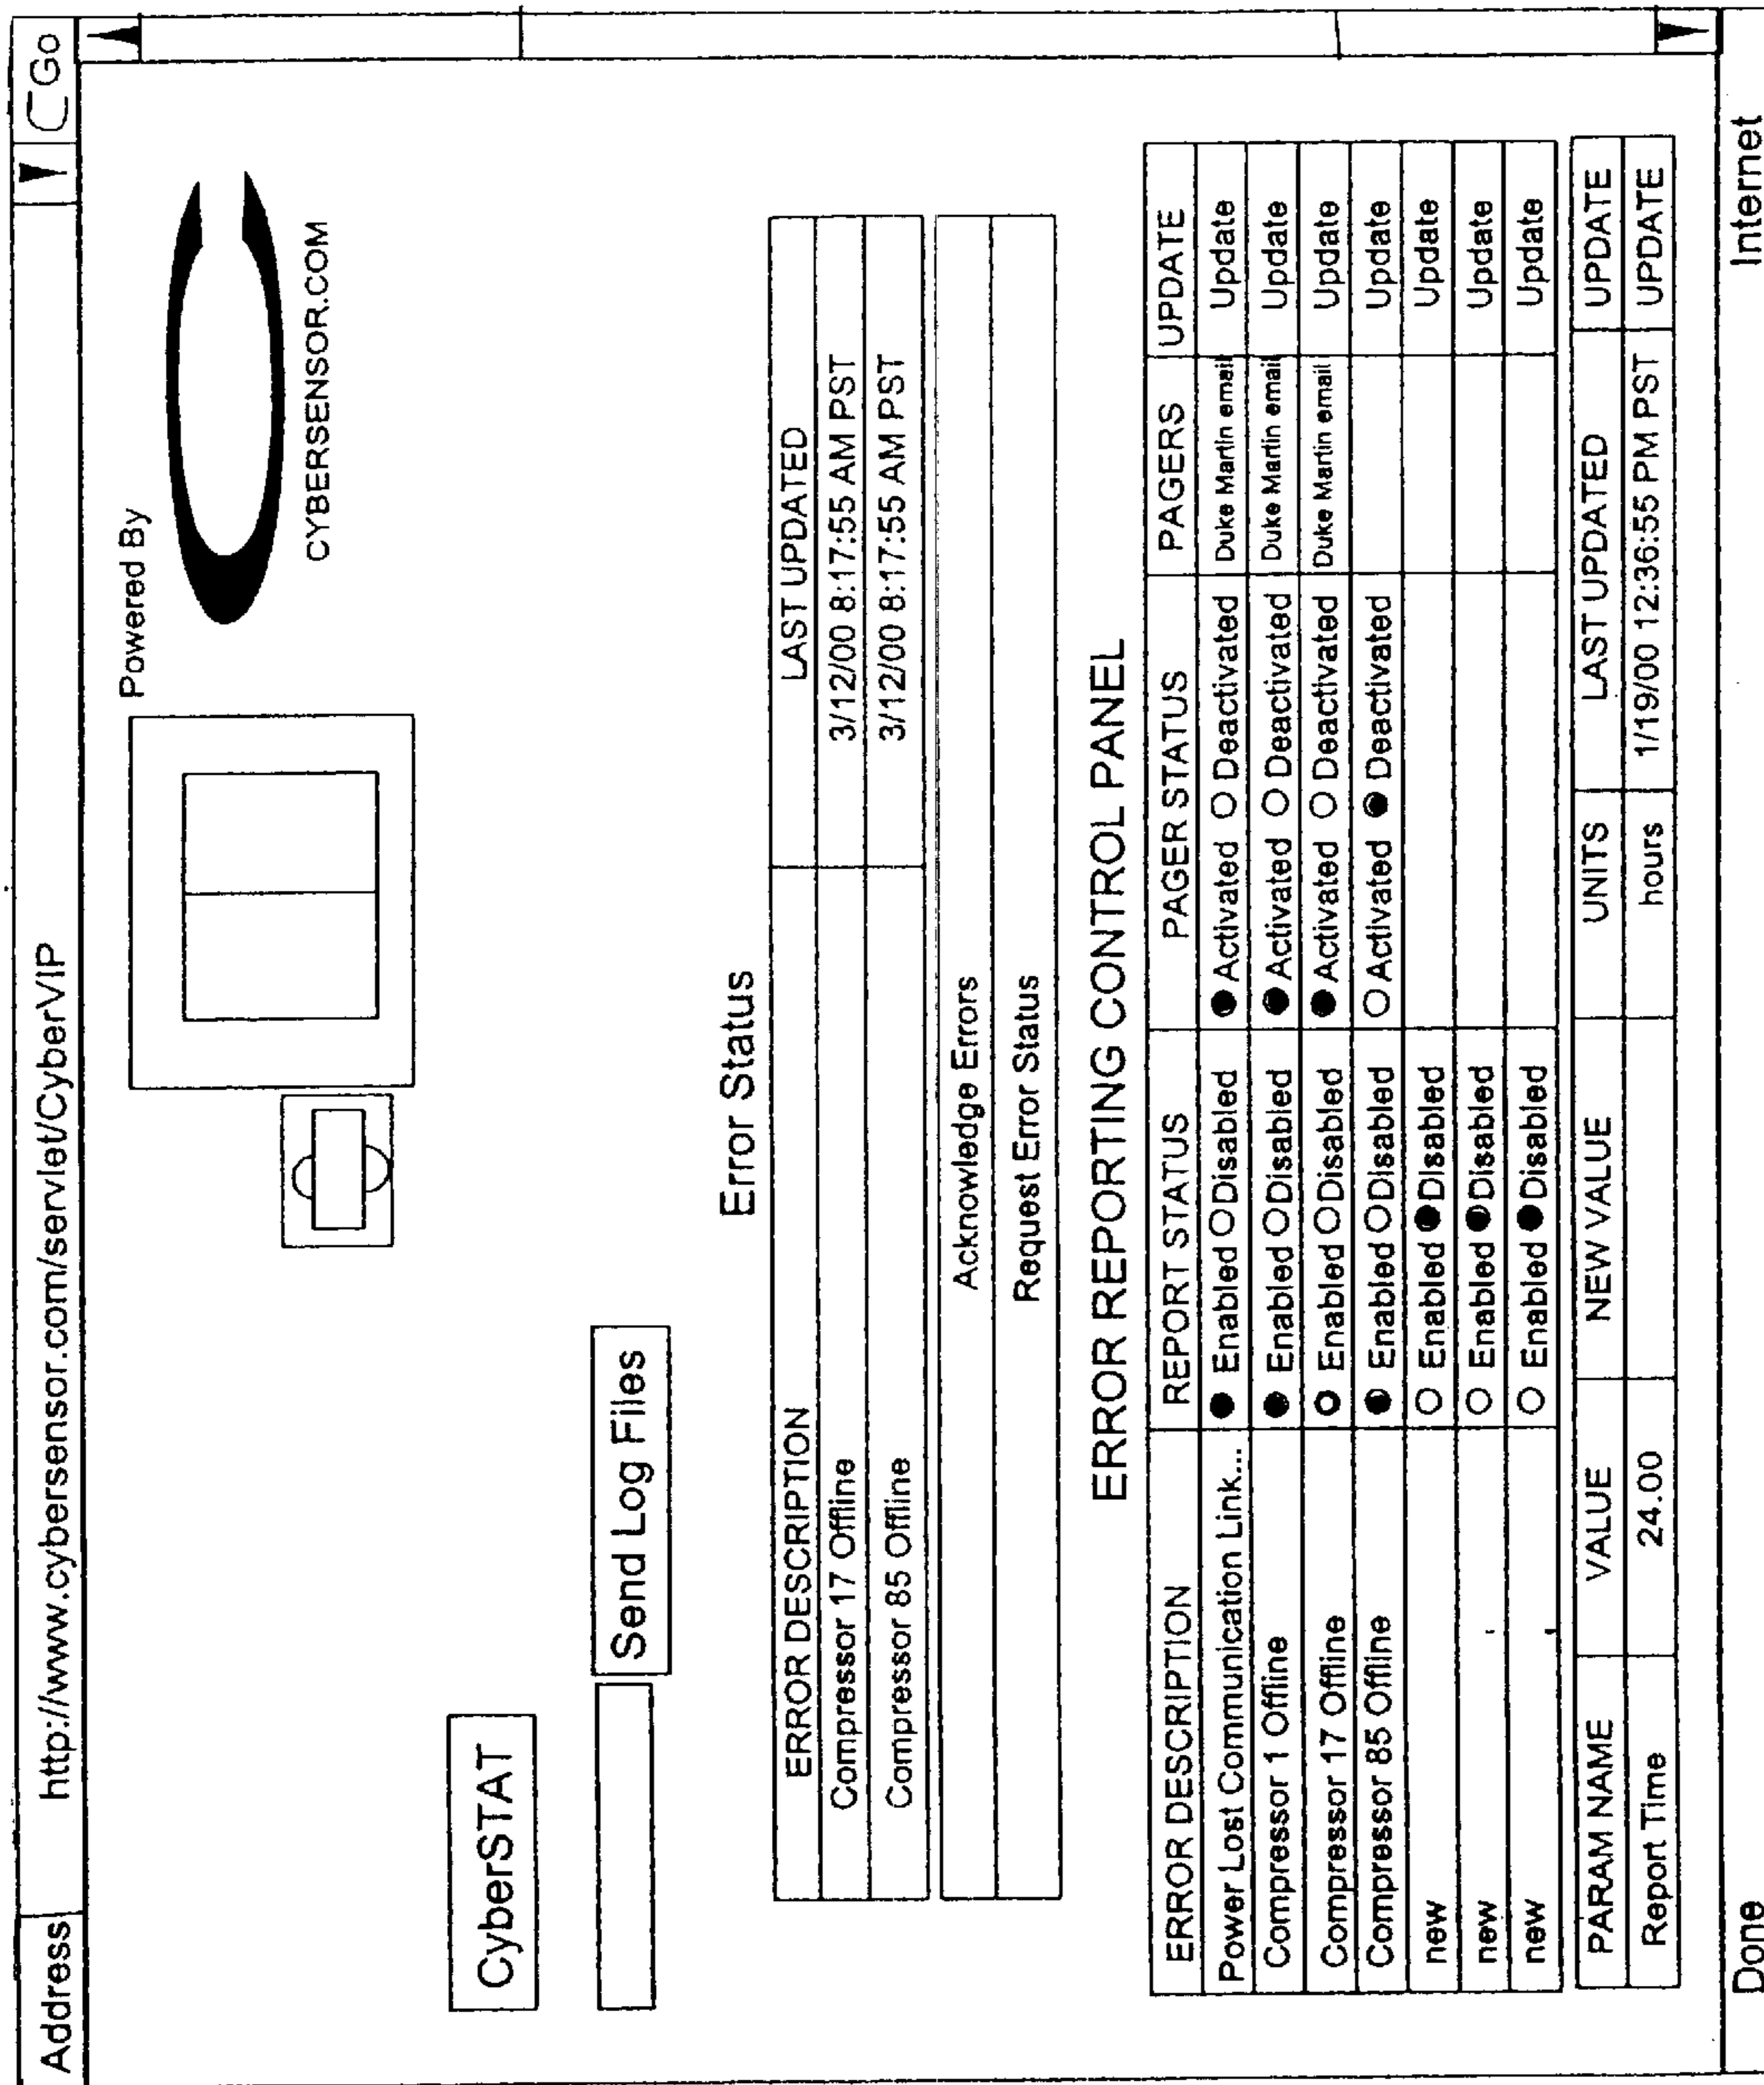 Address http://www.cybersensor.com/servlet/CyberVIP Go
Powered By
CYBERSENSOR.COM
CyberSTAT
Send Log Files
Error Status
ERROR DESCRIPTION LAST UPDATED
Compressor 17 Offline 3/12/00 8:17:55 AM PST
Compressor 85 Offline 3/12/00 8:17:55 AM PST
Acknowledge Errors
Request Error Status
ERROR REPORTING CONTROL PANEL
ERROR DESCRIPTION REPORT STATUS PAGER STATUS PAGERS UPDATE
Power Lost Communication Link... Enabled Disabled Activated Deactivated Duke Martin email Update
Compressor 1 Offline Enabled Disabled Activated Deactivated Duke Martin email Update
Compressor 17 Offline Enabled Disabled Activated Deactivated Duke Martin email Update
Compressor 85 Offline Enabled Disabled Activated Deactivated Update
new Enabled Disabled Update
new Enabled Disabled Update
new Enabled Disabled Update
PARAM NAME VALUE NEW VALUE UNITS LAST UPDATED UPDATE
Report Time 24.00 hours 1/19/00 12:36:55 PM PST UPDATE
Done Internet